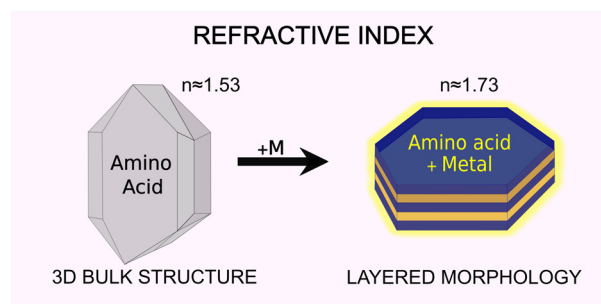 REFRACTIVE INDEX
n≈1.53
n≈1.73
Amino
Acid
+M
Amino acid
+ Metal
3D BULK STRUCTURE
LAYERED MORPHOLOGY